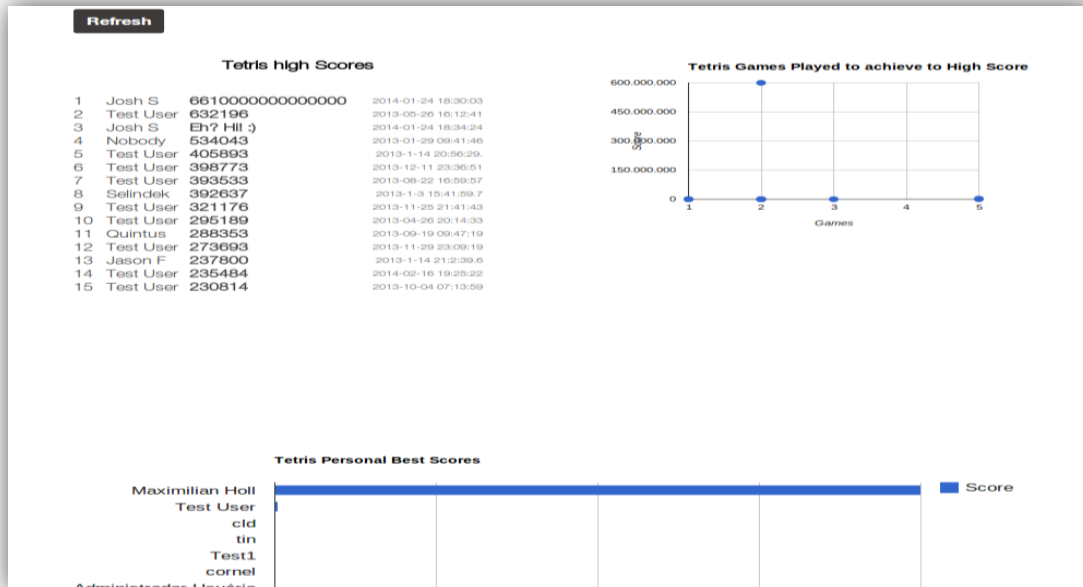 Refresh
Tetris high Scores
1 Josh S 6610000000000000 2014-01-24 18:30:03
2 Test User 632196 2013-05-26 16:12:41
3 Josh S Eh? HI! :) 2014-01-24 18:34:24
4 Nobody 534043 2013-01-29 09:41:46
5 Test User 405893 2013-1-14 20:56:29.
6 Test User 398773 2013-12-11 23:36:51
7 Test User 393533 2013-08-22 16:59:57
8 Selindek 392637 2013-1-3 15:41:59.7
9 Test User 321176 2013-11-25 21:41:43
10 Test User 295189 2013-04-26 20:14:33
11 Quintus 288353 2013-09-19 09:47:19
12 Test User 273693 2013-11-29 23:09:19
13 Jason F 237800 2013-1-14 21:2:39.6
14 Test User 235484 2014-02-16 19:25:22
15 Test User 230814 2013-10-04 07:13:59
Tetris Games Played to achieve to High Score
600.000.000
450.000.000
300.000.000
150.000.000
0
Score
1 2 3 4 5
Games
Tetris Personal Best Scores
Maximilian Holl
Test User
cld
tin
Test1
cornel
Administrador Usuário
Score